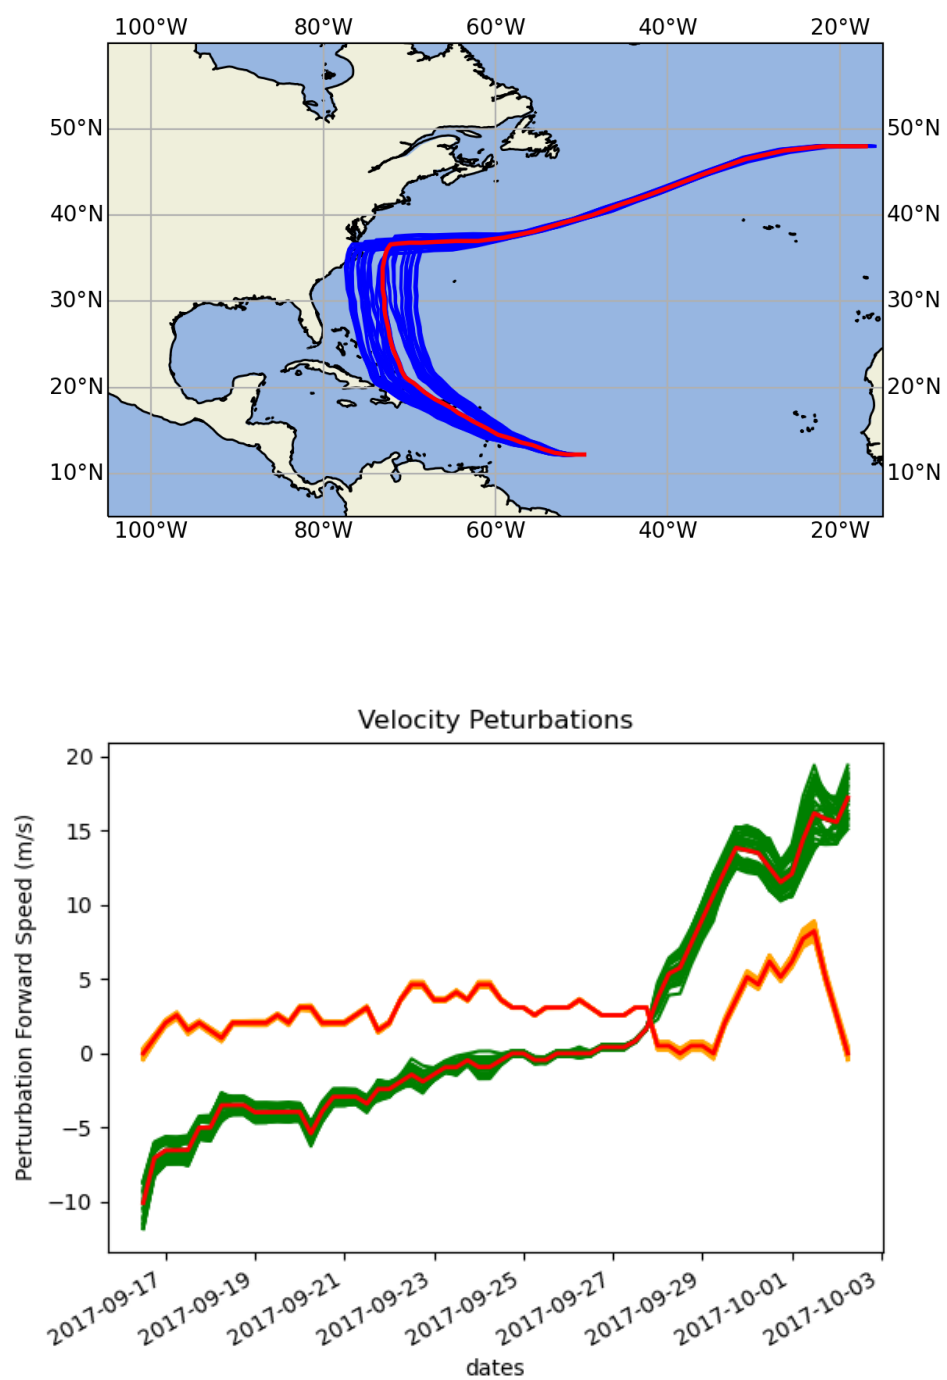 100°W 80°W 60°W 40°W 20°W
50°N 50°N
40°N 40°N
30°N 30°N
20°N 20°N
10°N 10°N
100°W 80°W 60°W 40°W 20°W
Velocity Peturbations
Perturbation Forward Speed (m/s)
20
15
10
5
0
−5
−10
2017-09-17 2017-09-19 2017-09-21 2017-09-23 2017-09-25 2017-09-27 2017-09-29 2017-10-01 2017-10-03
dates